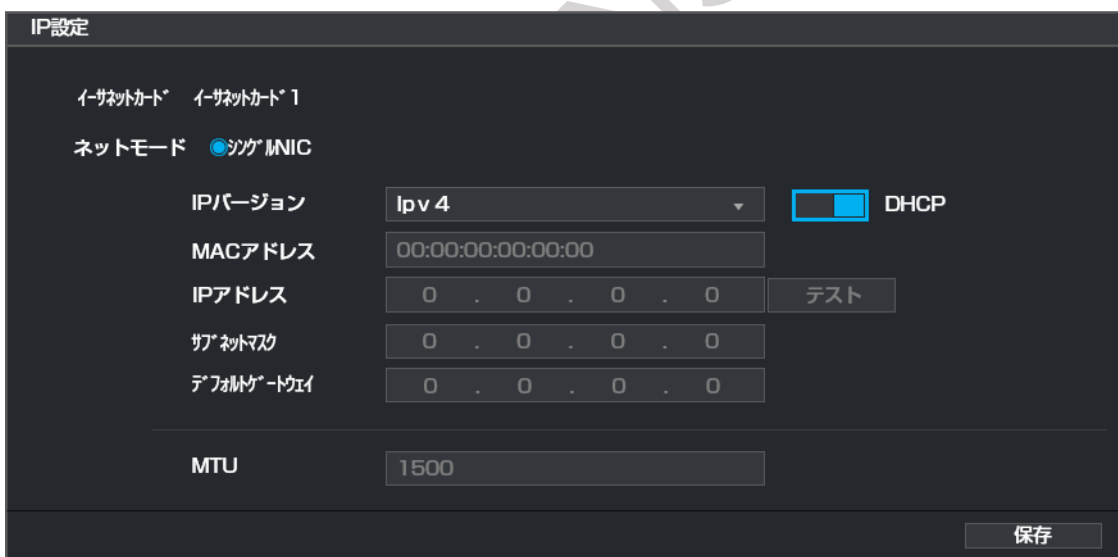 IP設定
ｲｰｻﾈｯﾄｶｰﾄﾞ ｲｰｻﾈｯﾄｶｰﾄﾞ1
ネットモード ｼﾝｸﾞﾙNIC
IPバージョン Ipv4 DHCP
MACアドレス 00:00:00:00:00:00
IPアドレス 0 . 0 . 0 . 0 テスト
ｻﾌﾞﾈｯﾄﾏｽｸ 0 . 0 . 0 . 0
ﾃﾞﾌｫﾙﾄｹﾞｰﾄｳｪｲ 0 . 0 . 0 . 0
MTU 1500
保存